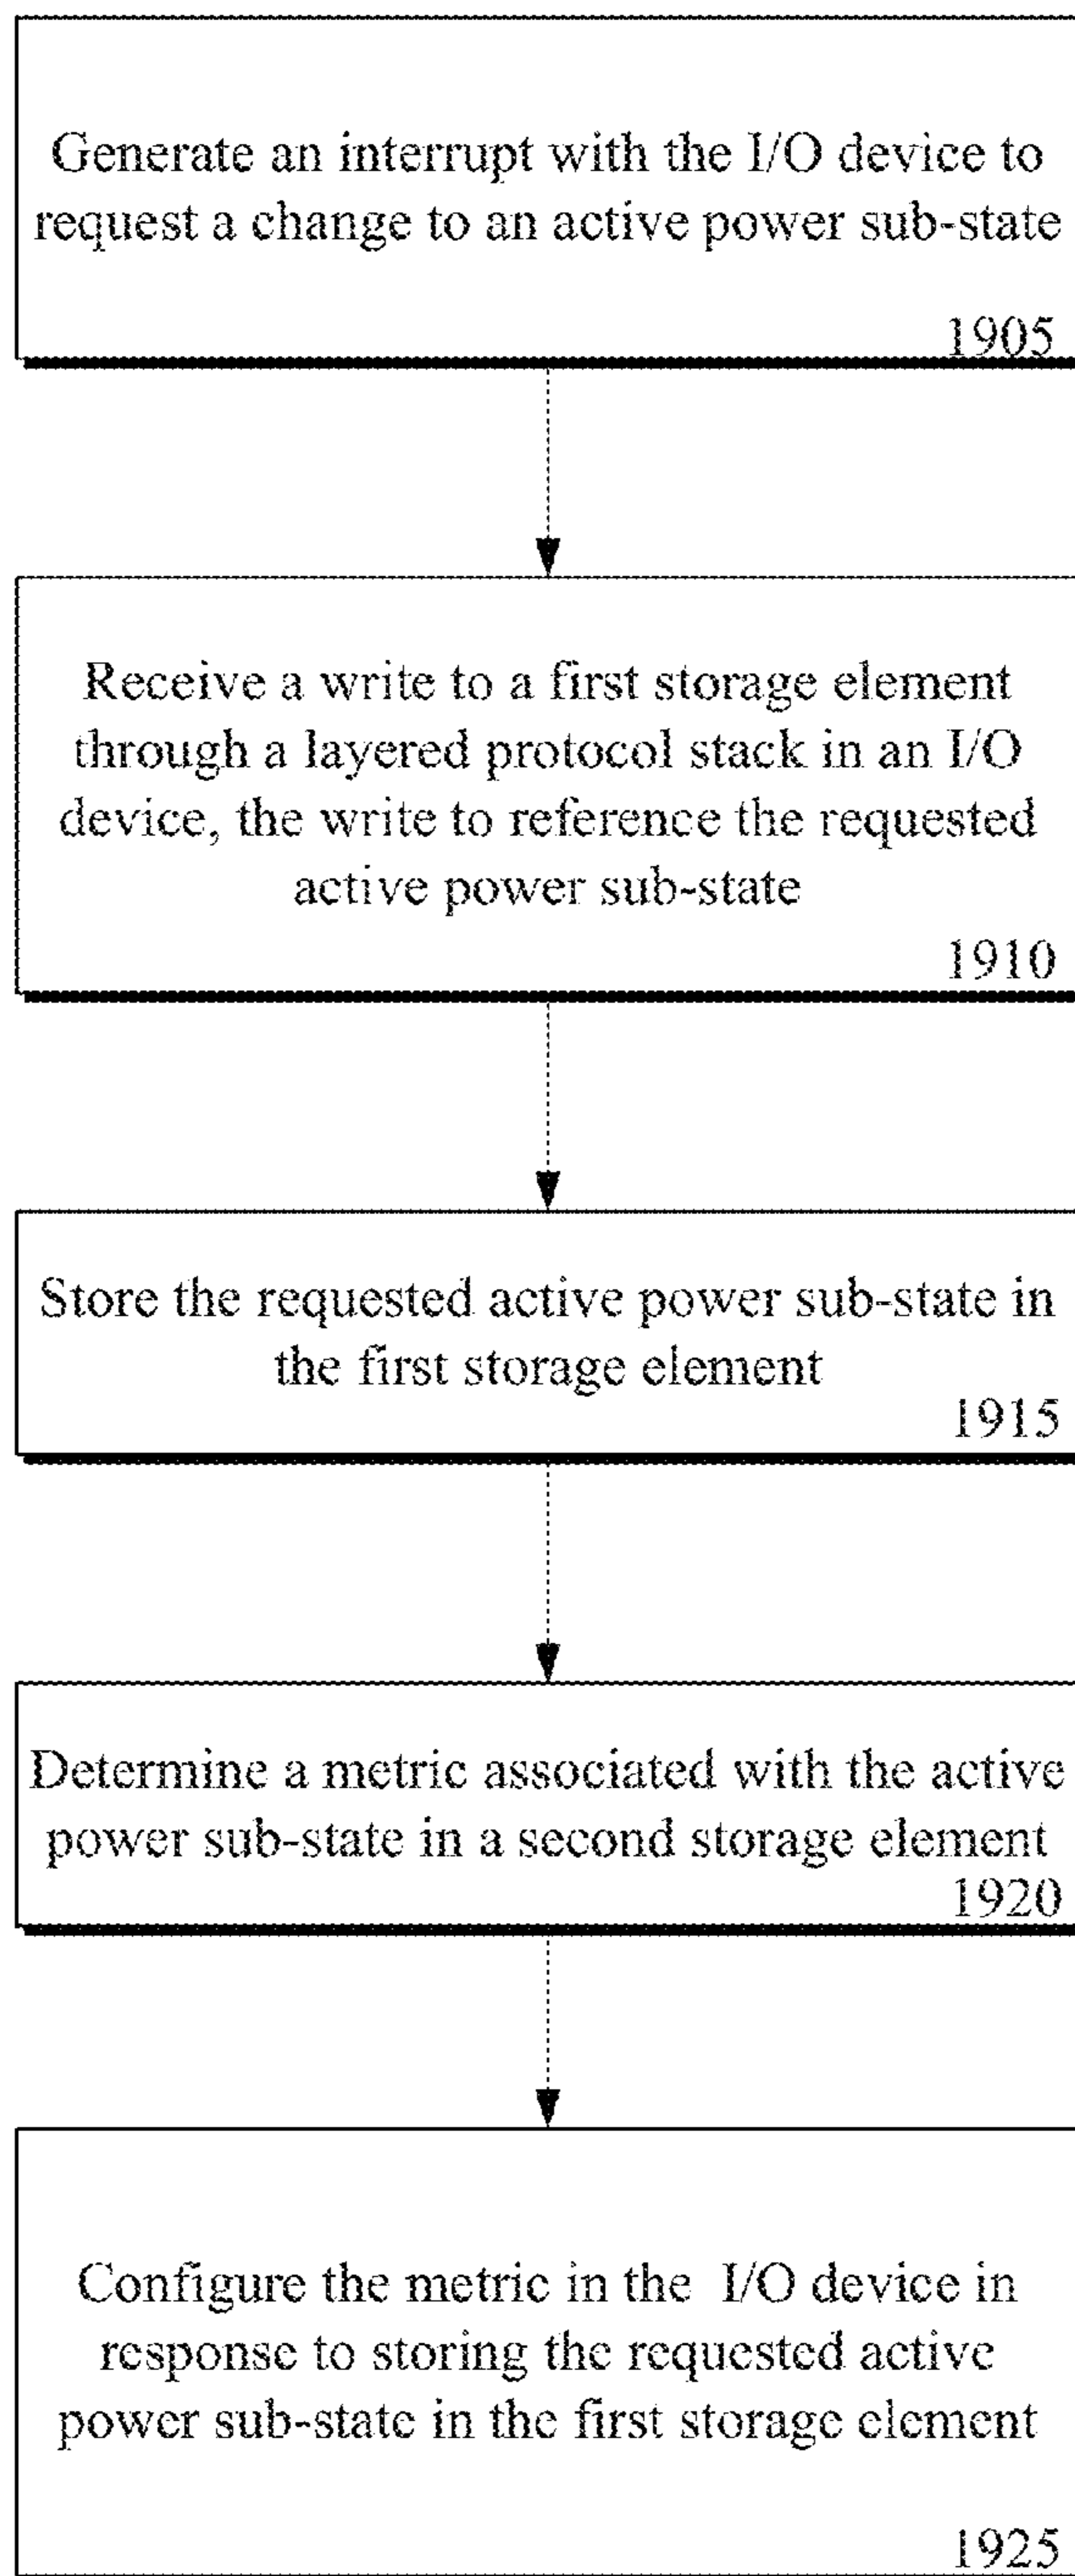 Generate an interrupt with the I/O device to
request a change to an active power sub-state
1905
Receive a write to a first storage element
through a layered protocol stack in an I/O
device, the write to reference the requested
active power sub-state
1910
Store the requested active power sub-state in
the first storage element
1915
Determine a metric associated with the active
power sub-state in a second storage element
1920
Configure the metric in the I/O device in
response to storing the requested active
power sub-state in the first storage element
1925